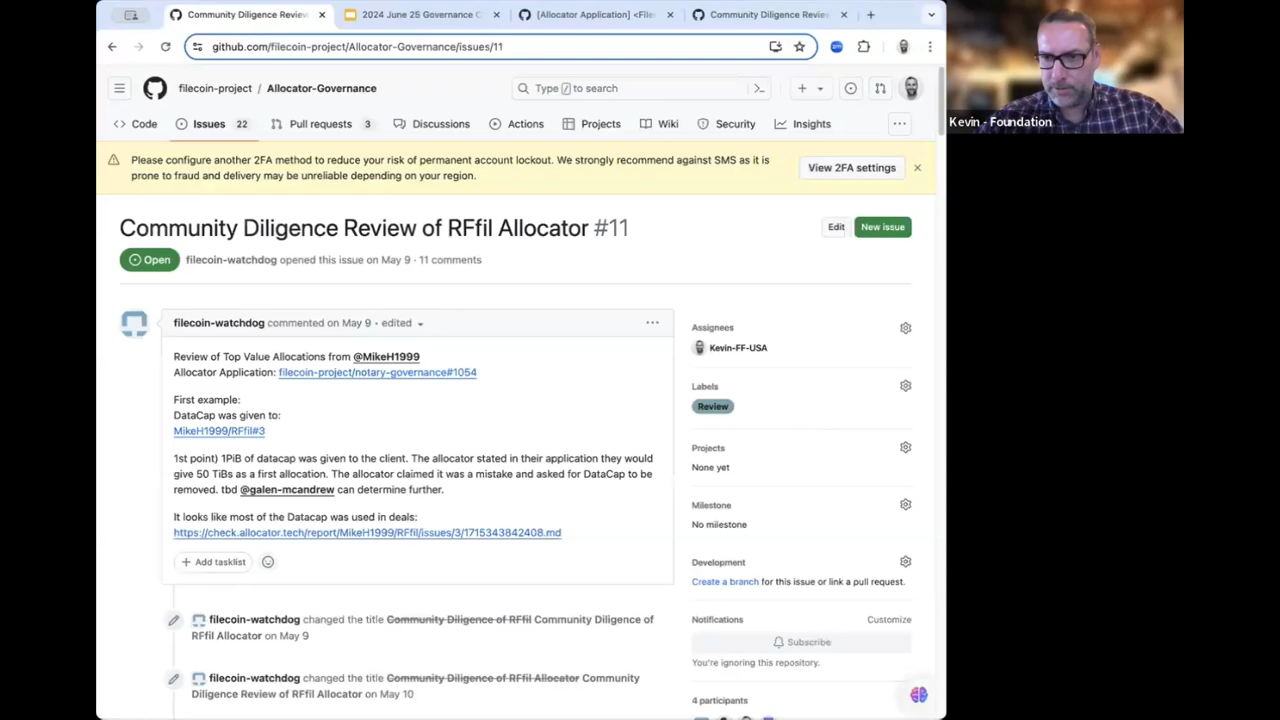 Community Diligence Review
2024 June 25 Governance C
[Allocator Application] <File
Community Diligence Review
github.com/filecoin-project/Allocator-Governance/issues/11
filecoin-project / Allocator-Governance
Type / to search
Code
Issues 22
Pull requests 3
Discussions
Actions
Projects
Wiki
Security
Insights
Please configure another 2FA method to reduce your risk of permanent account lockout. We strongly recommend against SMS as it is
prone to fraud and delivery may be unreliable depending on your region.
View 2FA settings
Community Diligence Review of RFfil Allocator #11
Edit
New issue
Open
filecoin-watchdog opened this issue on May 9 · 11 comments
filecoin-watchdog commented on May 9 • edited
Review of Top Value Allocations from @MikeH1999
Allocator Application: filecoin-project/notary-governance#1054
First example:
DataCap was given to:
MikeH1999/RFfil#3
1st point) 1PiB of datacap was given to the client. The allocator stated in their application they would
give 50 TiBs as a first allocation. The allocator claimed it was a mistake and asked for DataCap to be
removed. tbd @galen-mcandrew can determine further.
It looks like most of the Datacap was used in deals:
https://check.allocator.tech/report/MikeH1999/RFfil/issues/3/1715343842408.md
Add tasklist
filecoin-watchdog changed the title Community Diligence of RFfil Community Diligence of
RFfil Allocator on May 9
filecoin-watchdog changed the title Community Diligence of RFfil Allocator Community
Diligence Review of RFfil Allocator on May 10
Assignees
Kevin-FF-USA
Labels
Review
Projects
None yet
Milestone
No milestone
Development
Create a branch for this issue or link a pull request.
Notifications
Customize
Subscribe
You're ignoring this repository.
4 participants
Kevin - Foundation